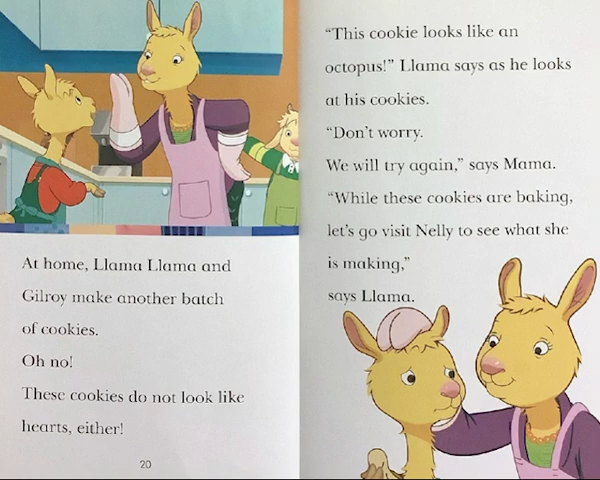 At home, Llama Llama and
Gilroy make another batch
of cookies.
Oh no!
These cookies do not look like
hearts, either!
20
“This cookie looks like an
octopus!” Llama says as he looks
at his cookies.
“Don’t worry.
We will try again,” says Mama.
“While these cookies are baking,
let’s go visit Nelly to see what she
is making,”
says Llama.